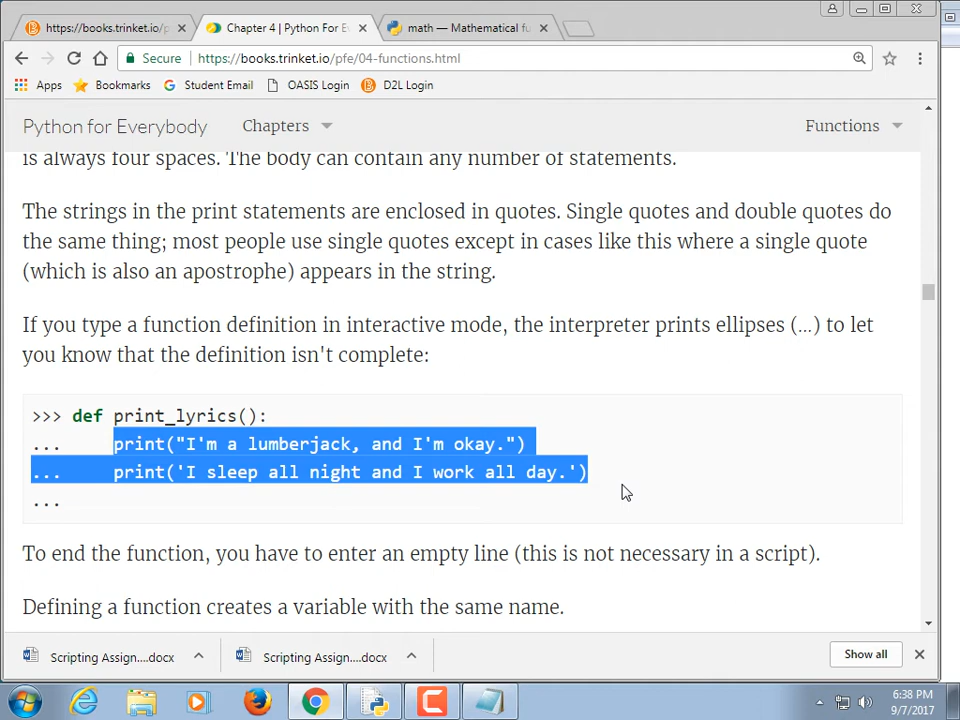 https://books.trinket.io/p
Chapter 4 | Python For E
math — Mathematical fu
Secure
https://books.trinket.io/pfe/04-functions.html
Apps
Bookmarks
Student Email
OASIS Login
D2L Login
Python for Everybody
Chapters
Functions
is always four spaces. The body can contain any number of statements.
The strings in the print statements are enclosed in quotes. Single quotes and double quotes do
the same thing; most people use single quotes except in cases like this where a single quote
(which is also an apostrophe) appears in the string.
If you type a function definition in interactive mode, the interpreter prints ellipses (...) to let
you know that the definition isn't complete:
>>> def print_lyrics():
...     print("I'm a lumberjack, and I'm okay.")
...     print('I sleep all night and I work all day.')
...
To end the function, you have to enter an empty line (this is not necessary in a script).
Defining a function creates a variable with the same name.
Scripting Assign....docx
Scripting Assign....docx
Show all
6:38 PM
9/7/2017